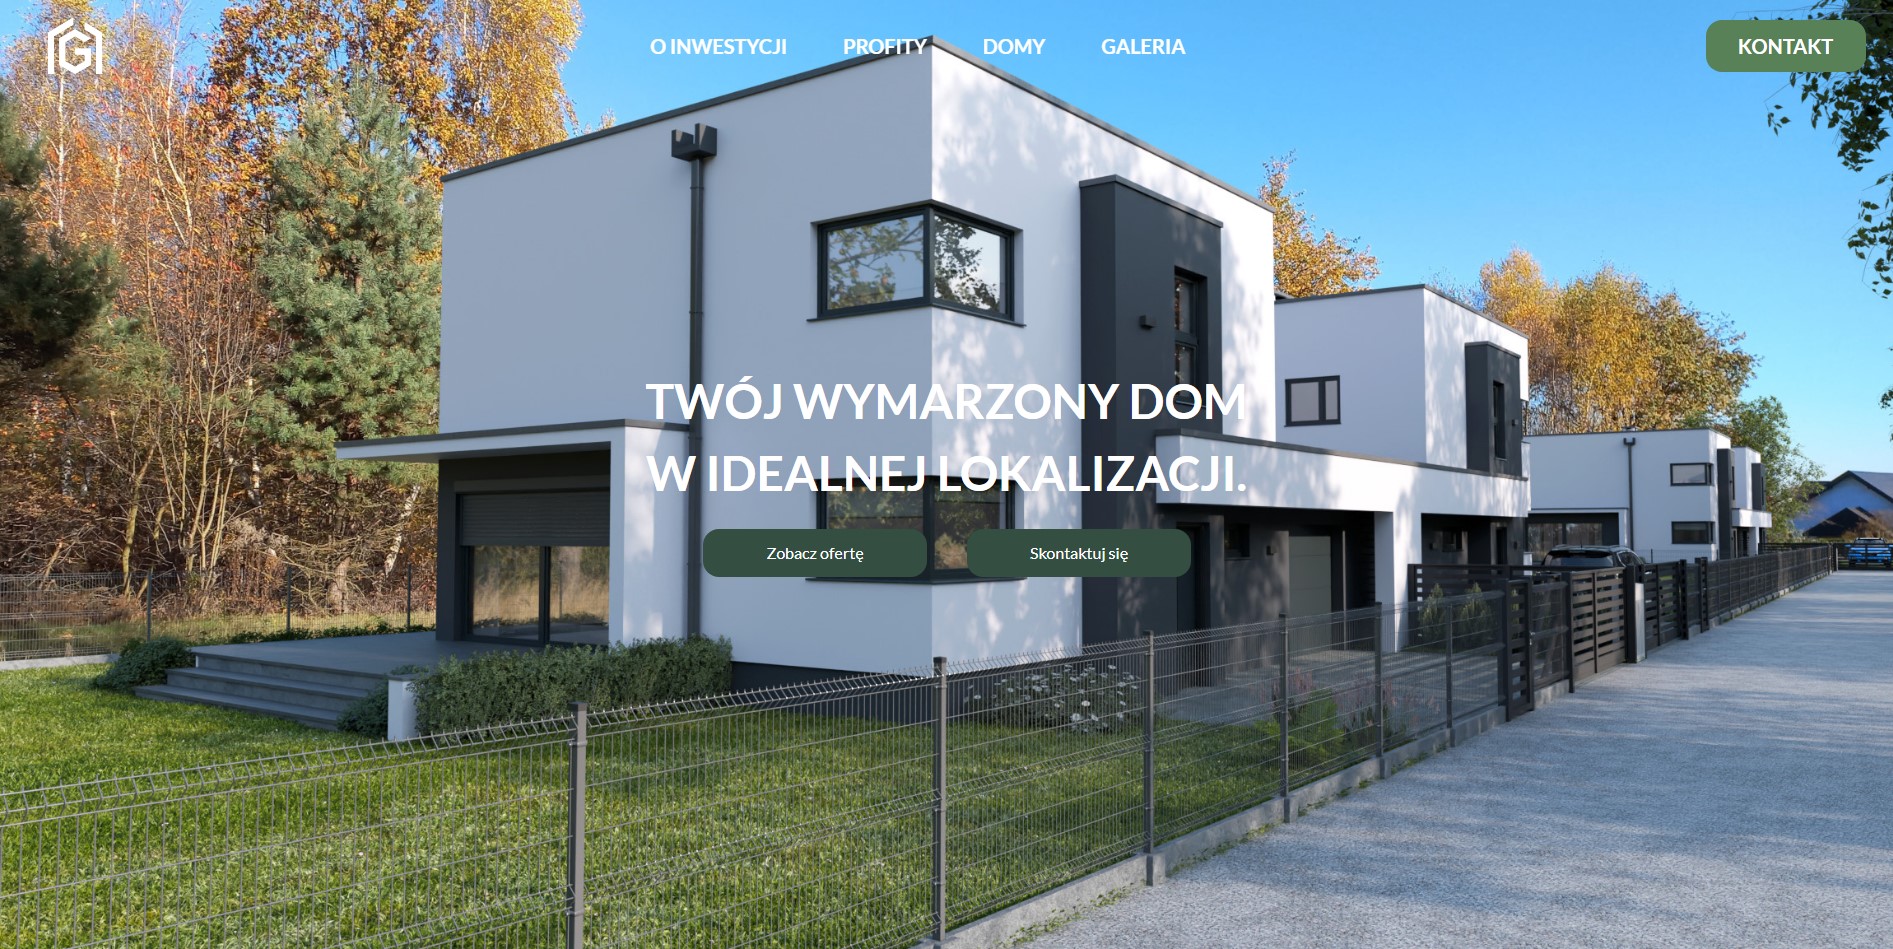 G
O INWESTYCJI
PROFITY
DOMY
GALERIA
KONTAKT
TWÓJ WYMARZONY DOM
W IDEALNEJ LOKALIZACJI.
Zobacz ofertę
Skontaktuj się